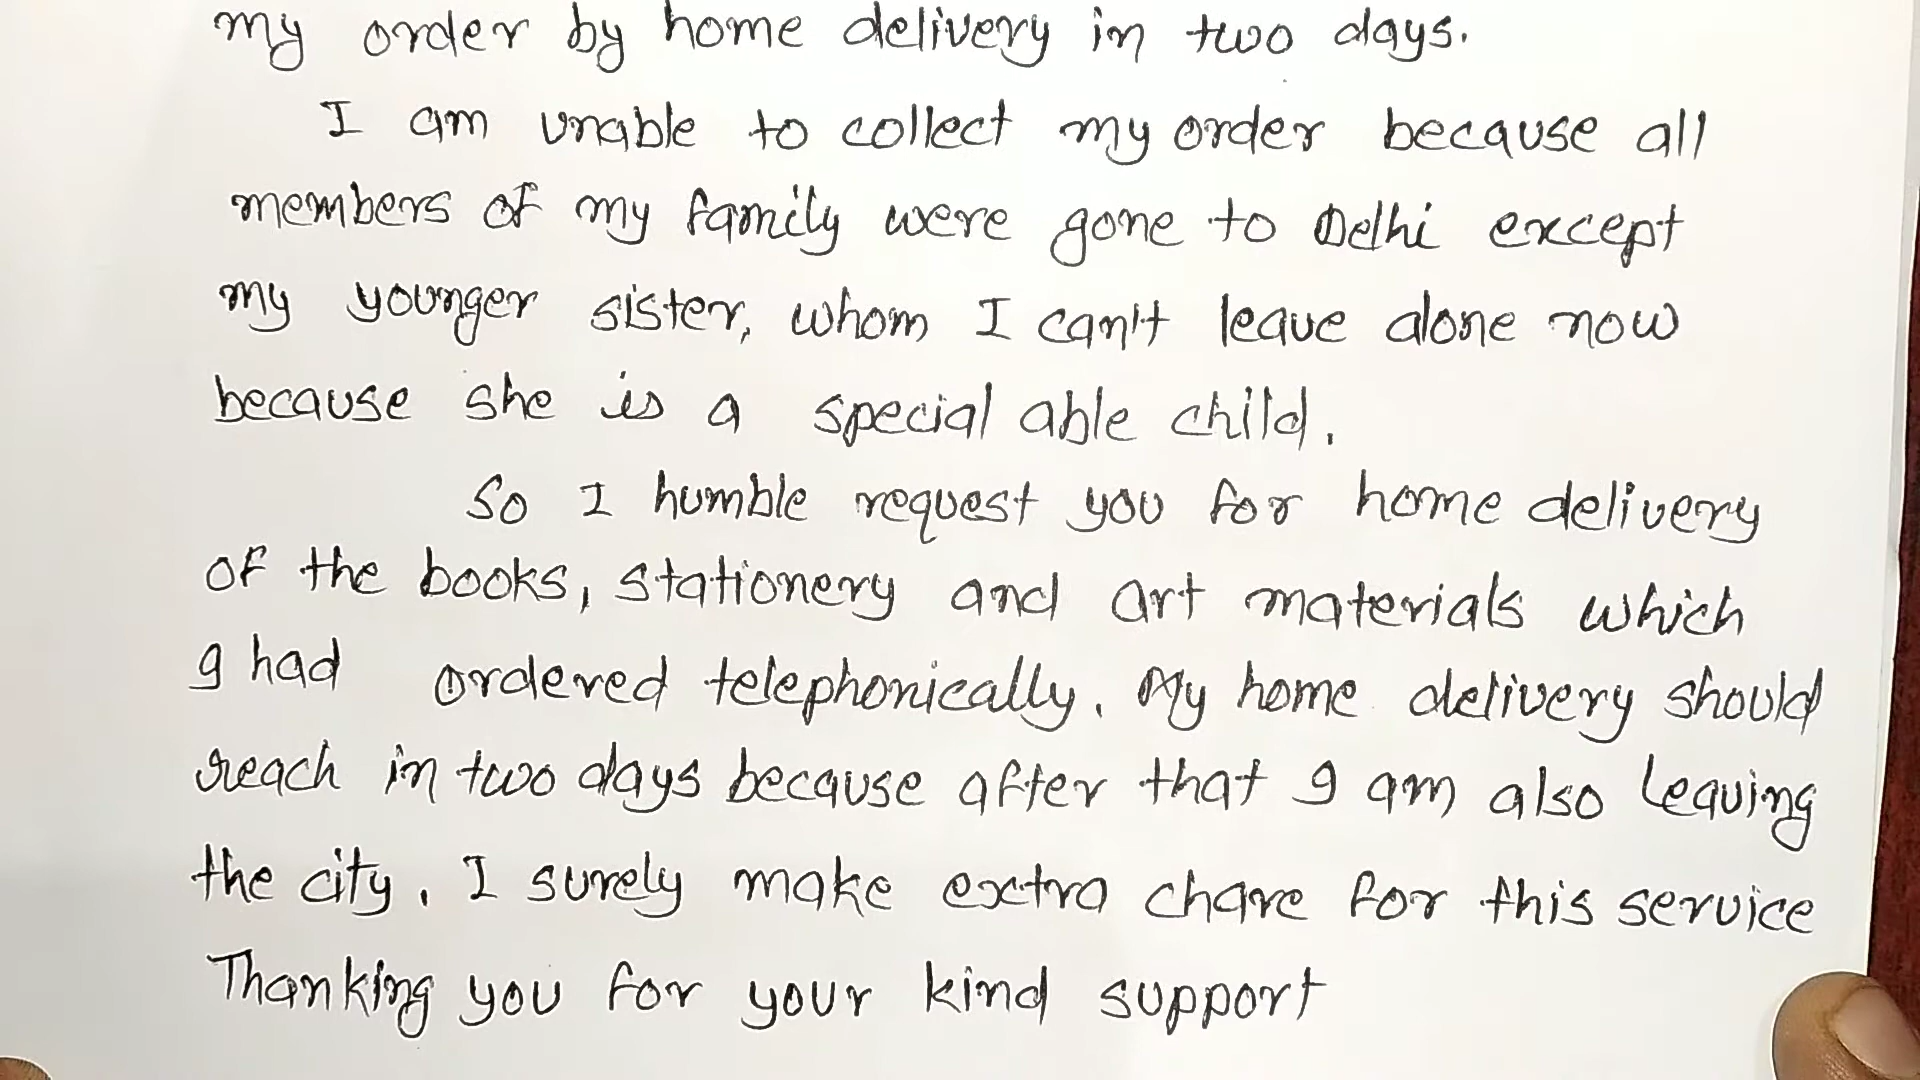 my order by home delivery in two days.
I am unable to collect my order because all
members of my family were gone to Delhi except
my younger sister, whom I can't leave alone now
because she is a special able child.
So I humble request you for home delivery
of the books, stationery and art materials which
I had ordered telephonically. My home delivery should
reach in two days because after that I am also leaving
the city. I surely make extra chare for this service
Thanking you for your kind support